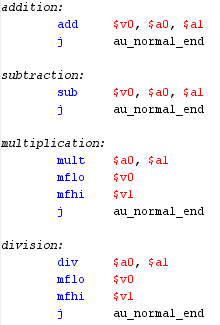 addition:
add $v0, $a0, $a1
j au_normal_end
subtraction:
sub $v0, $a0, $a1
j au_normal_end
multiplication:
mult $a0, $a1
mflo $v0
mfhi $v1
j au_normal_end
division:
div $a0, $a1
mflo $v0
mfhi $v1
j au_normal_end